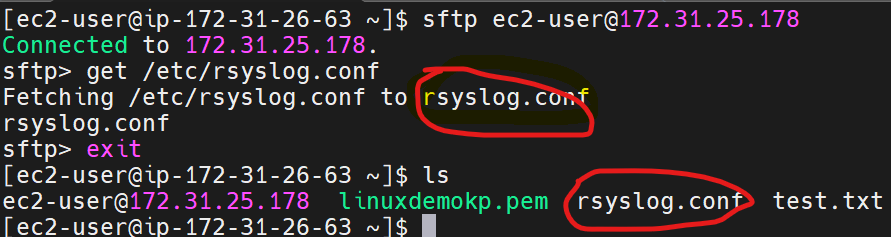 [ec2-user@ip-172-31-26-63 ~]$ sftp ec2-user@172.31.25.178
Connected to 172.31.25.178.
sftp> get /etc/rsyslog.conf
Fetching /etc/rsyslog.conf to rsyslog.conf
rsyslog.conf
sftp> exit
[ec2-user@ip-172-31-26-63 ~]$ ls
ec2-user@172.31.25.178  linuxdemokp.pem  rsyslog.conf  test.txt
[ec2-user@ip-172-31-26-63 ~]$